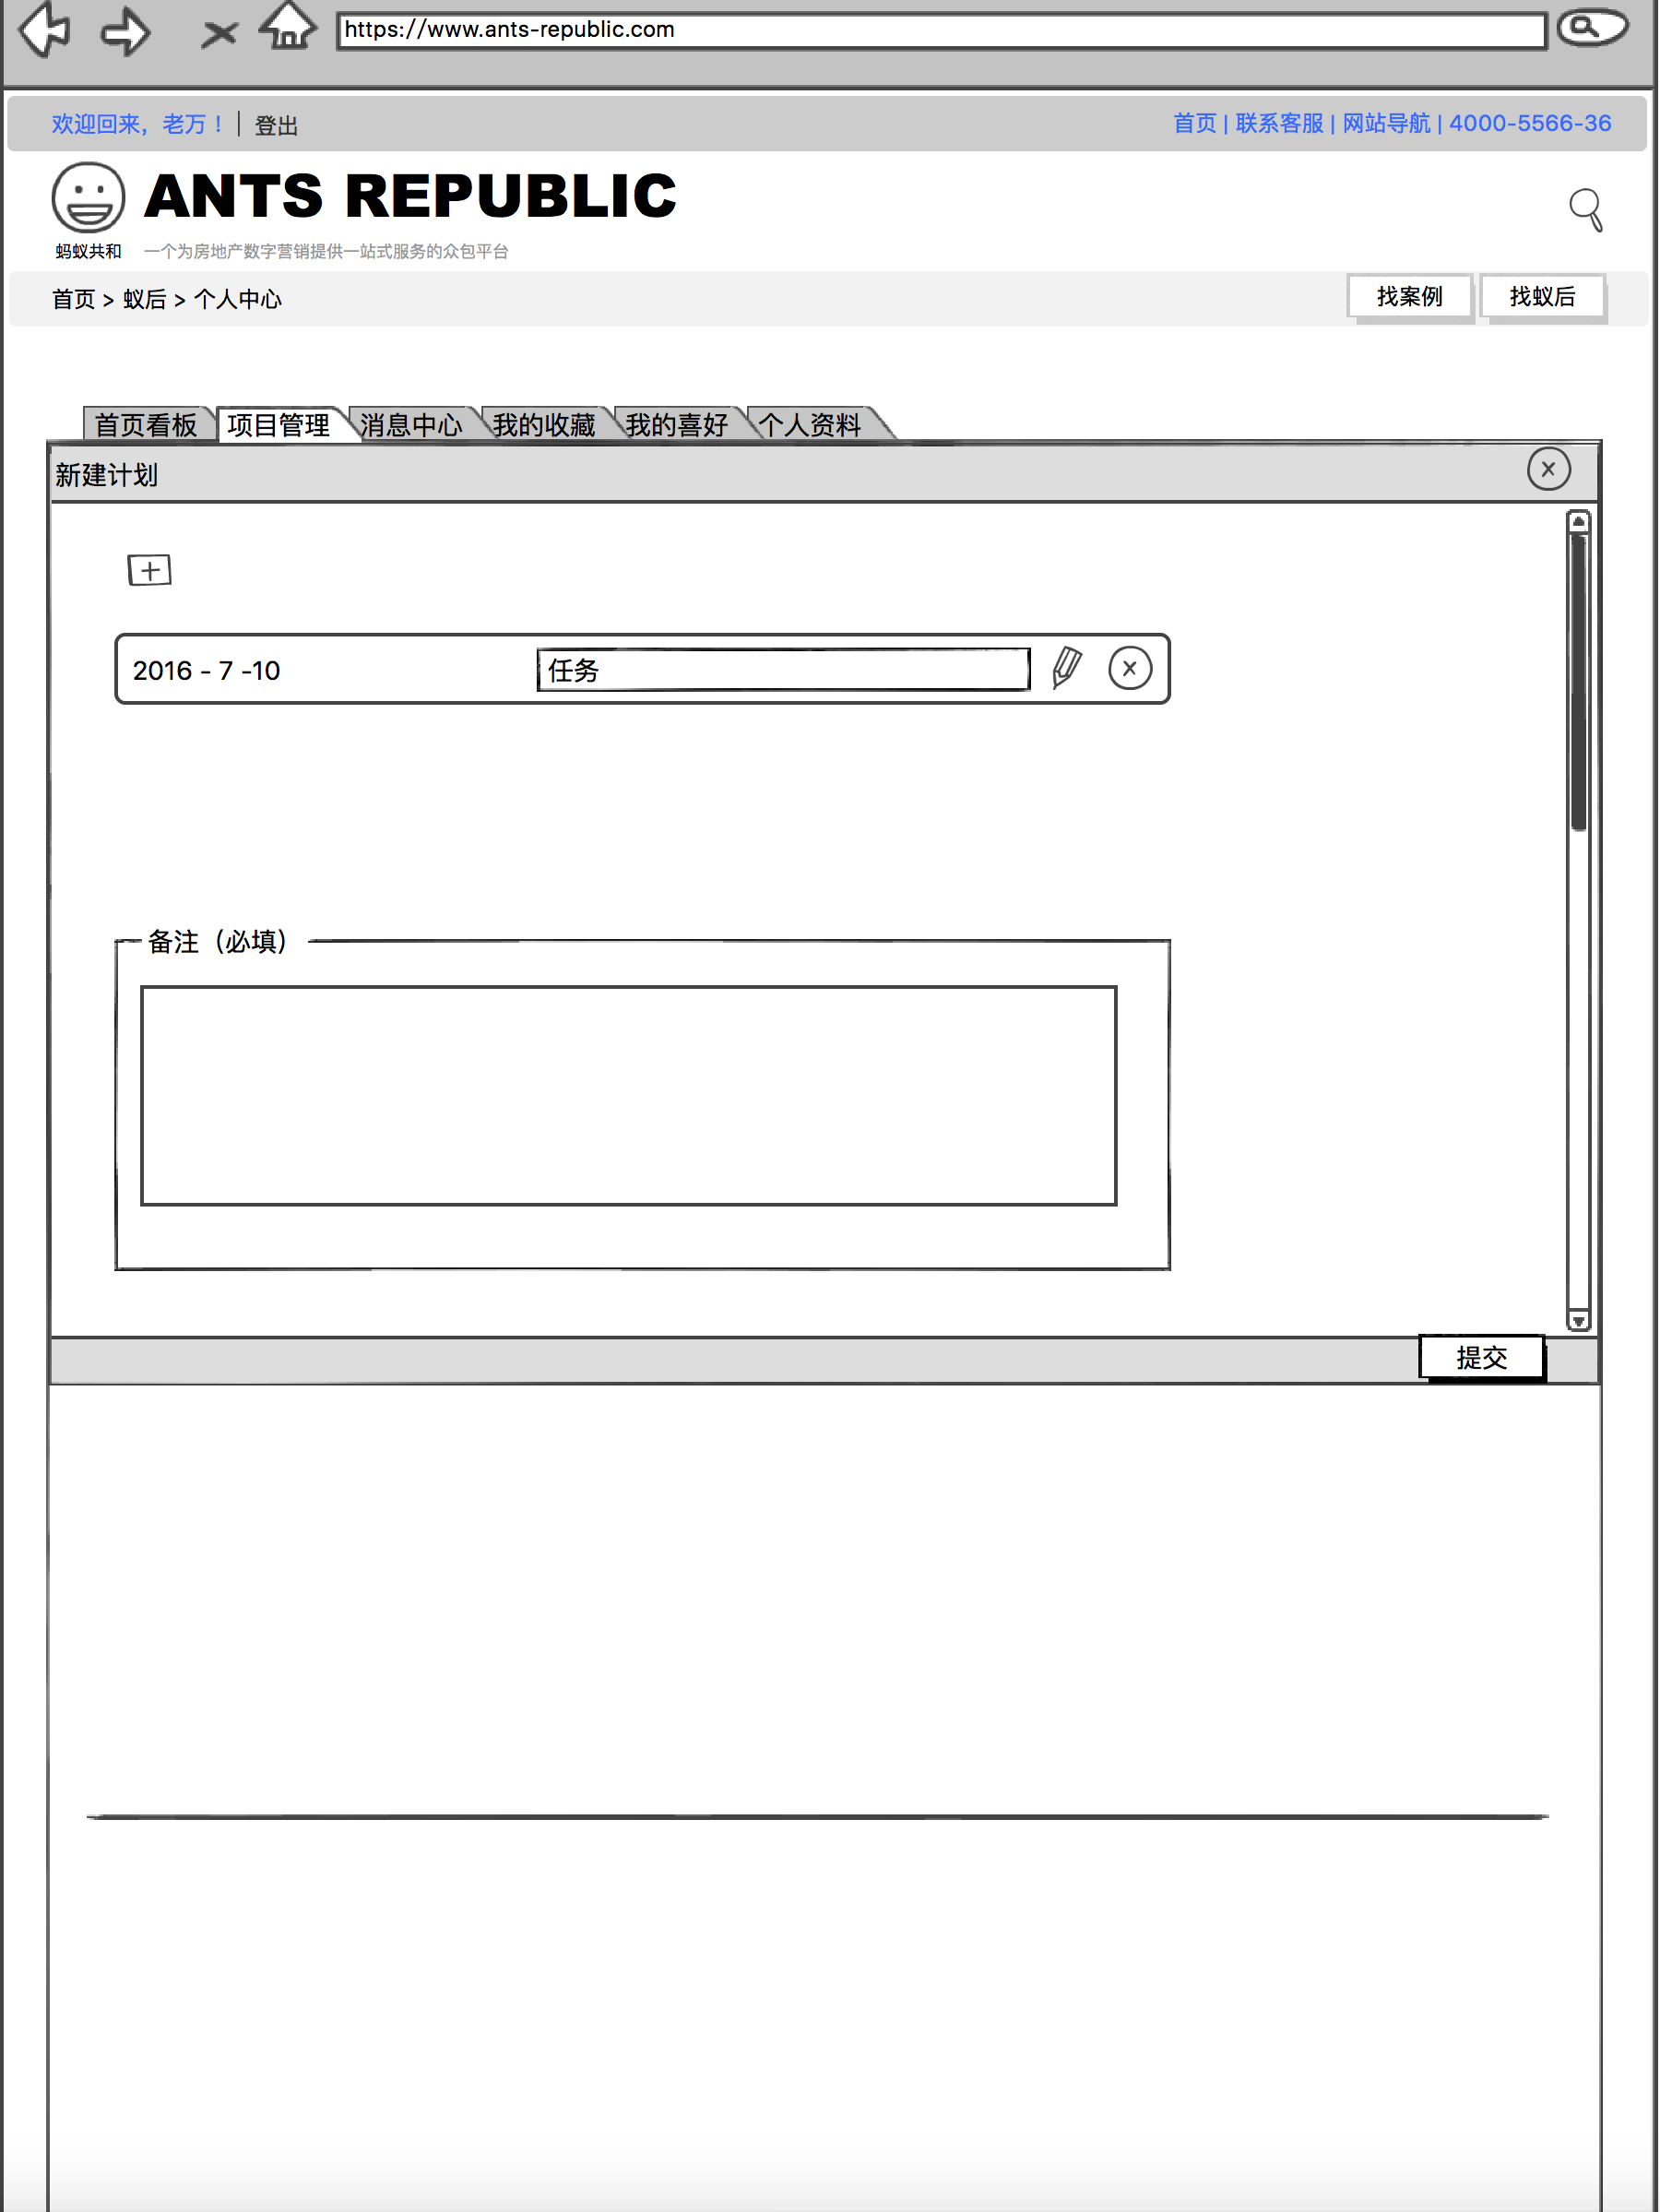 https://www.ants-republic.com
欢迎回来，老万！ | 登出
首页 | 联系客服 | 网站导航 | 4000-5566-36
ANTS REPUBLIC
蚂蚁共和
一个为房地产数字营销提供一站式服务的众包平台
首页 > 蚁后 > 个人中心
找案例
找蚁后
首页看板
项目管理
消息中心
我的收藏
我的喜好
个人资料
新建计划
2016 - 7 -10
任务
备注（必填）
提交